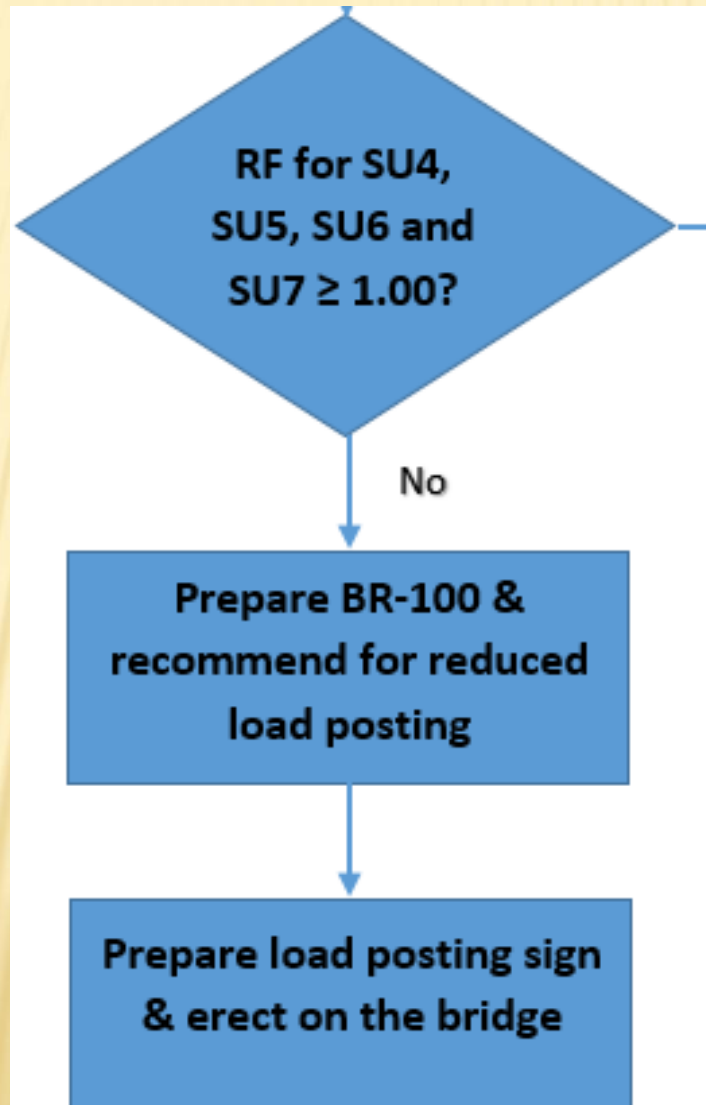 RF for SU4,
SU5, SU6 and
SU7 ≥ 1.00?
No
Prepare BR-100 &
recommend for reduced
load posting
Prepare load posting sign
& erect on the bridge